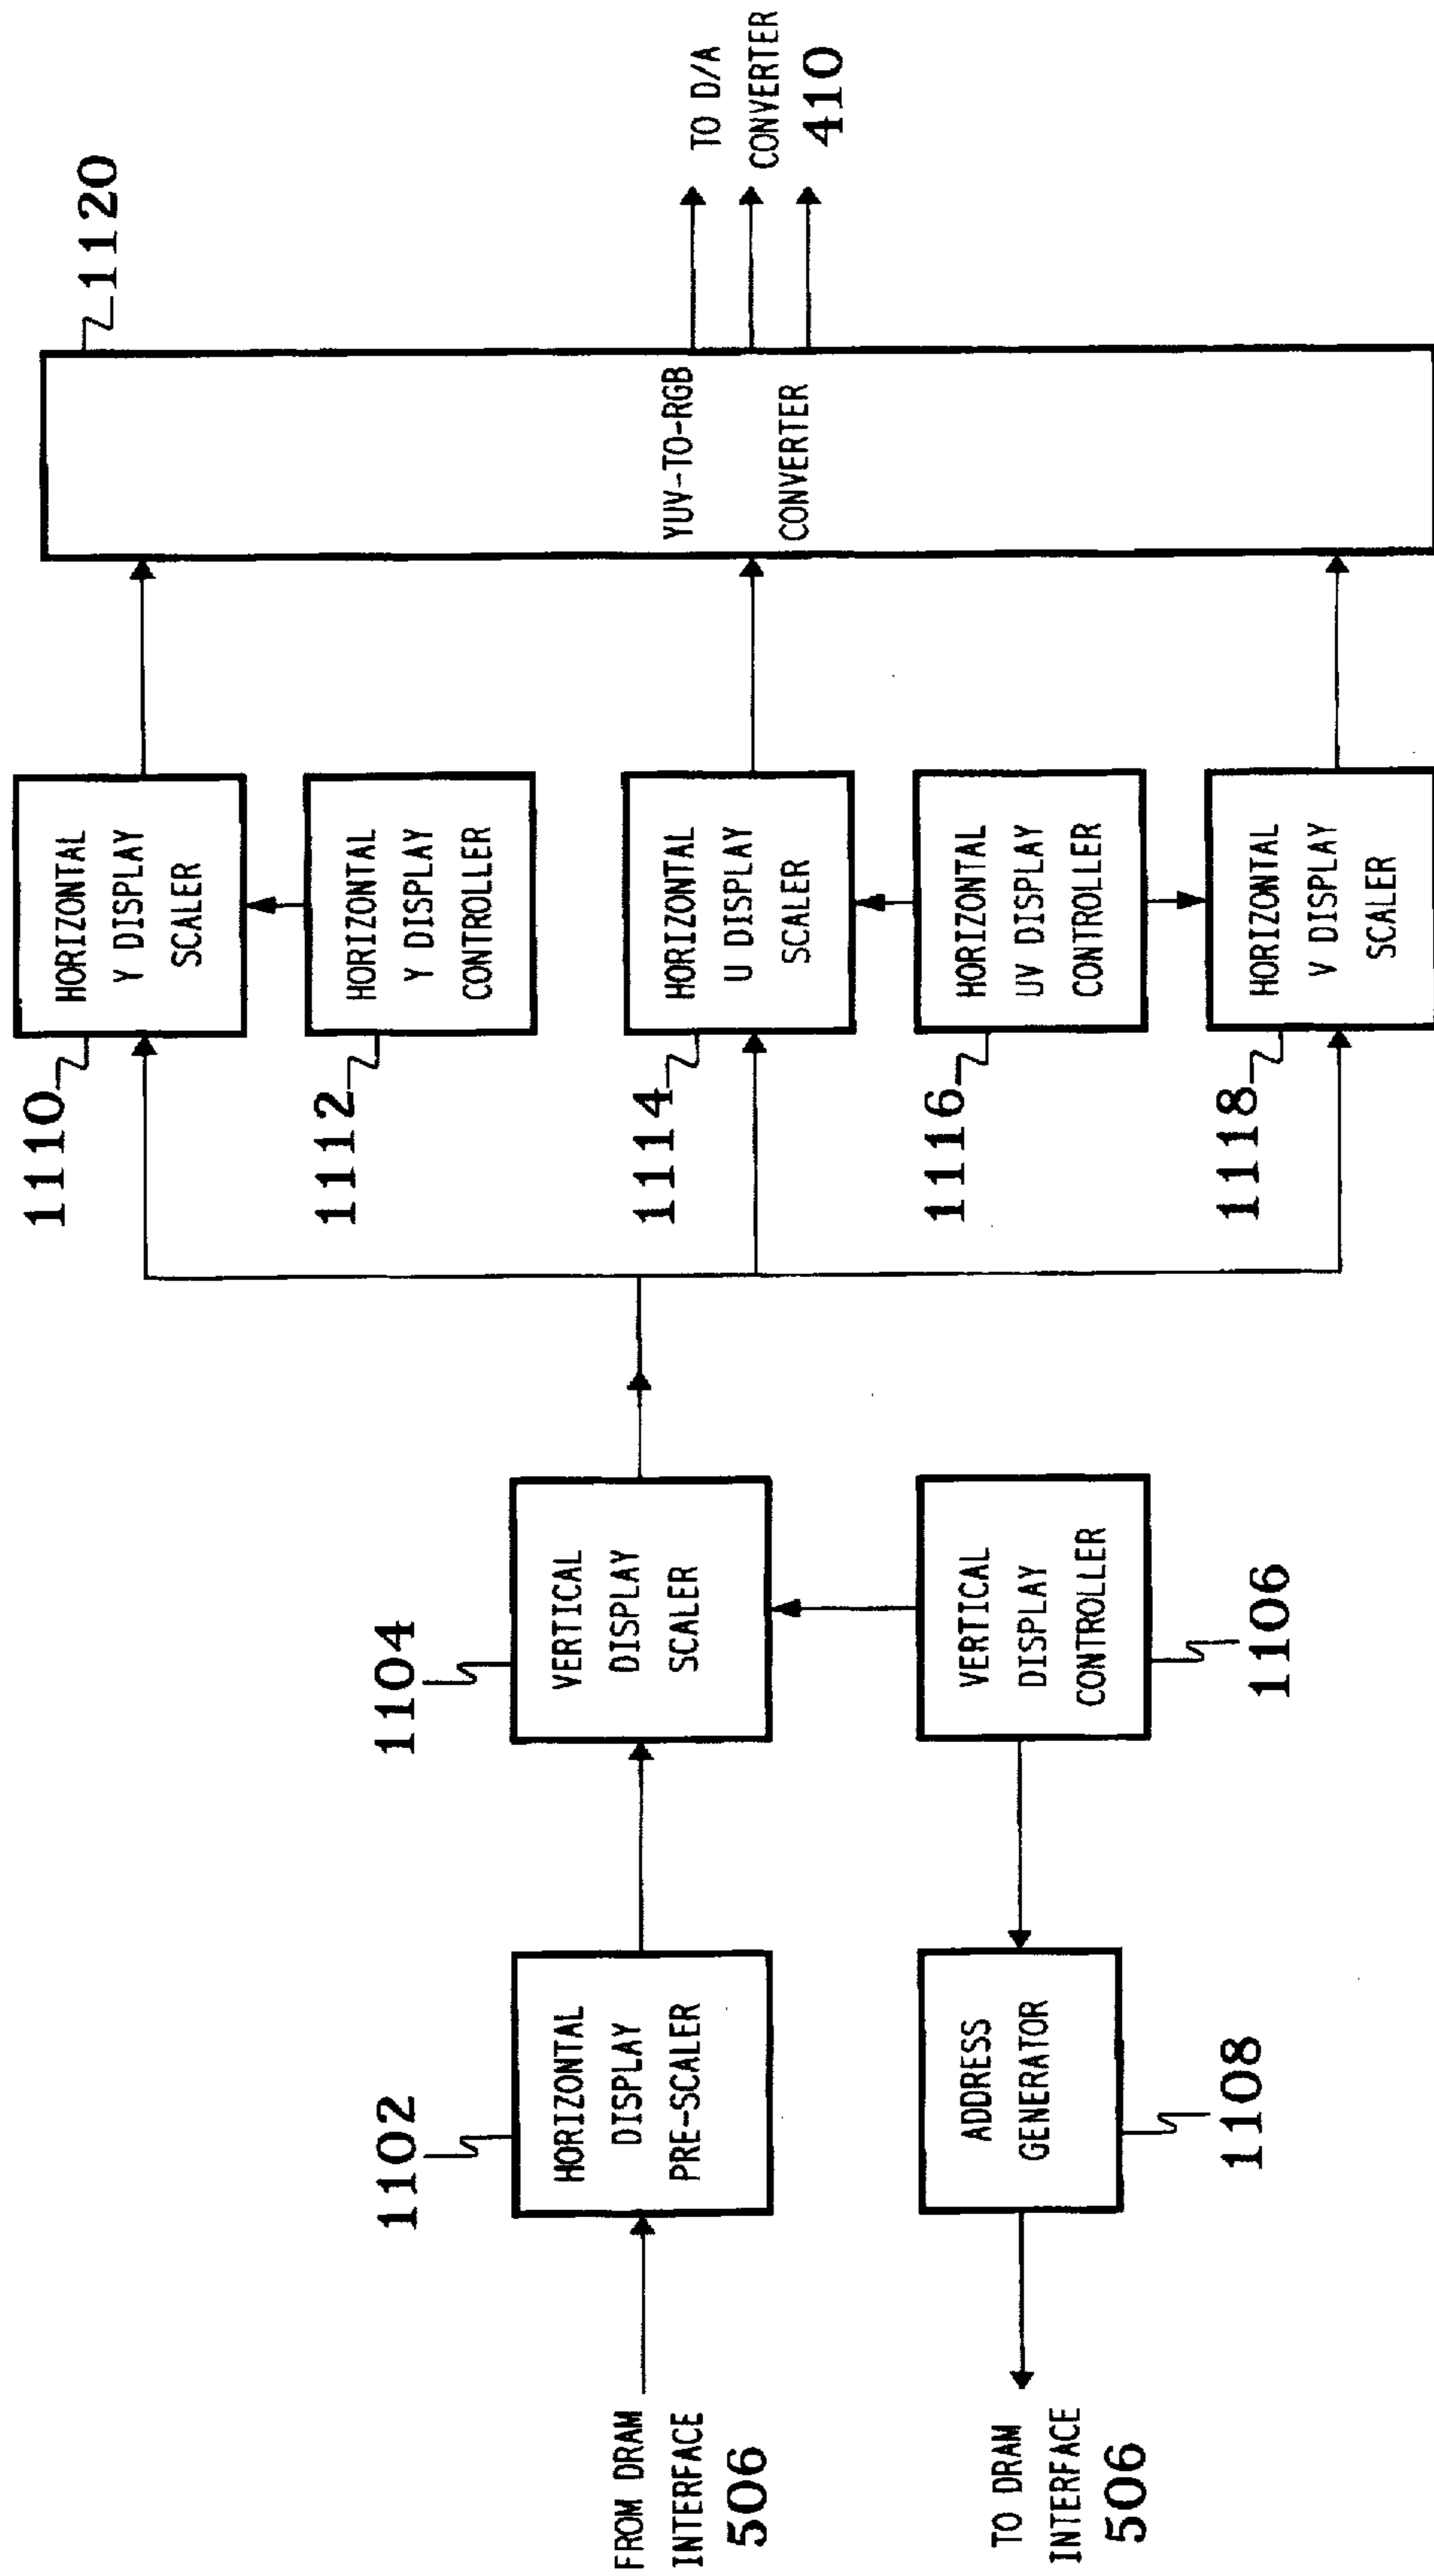 FROM DRAM
INTERFACE
506
1102
HORIZONTAL
DISPLAY
PRE-SCALER
1104
VERTICAL
DISPLAY
SCALER
TO DRAM
INTERFACE
506
ADDRESS
GENERATOR
1108
VERTICAL
DISPLAY
CONTROLLER
1106
1110
HORIZONTAL
Y DISPLAY
SCALER
1112
HORIZONTAL
Y DISPLAY
CONTROLLER
1114
HORIZONTAL
U DISPLAY
SCALER
1116
HORIZONTAL
UV DISPLAY
CONTROLLER
1118
HORIZONTAL
V DISPLAY
SCALER
1120
YUV-TO-RGB
CONVERTER
TO D/A
CONVERTER
410